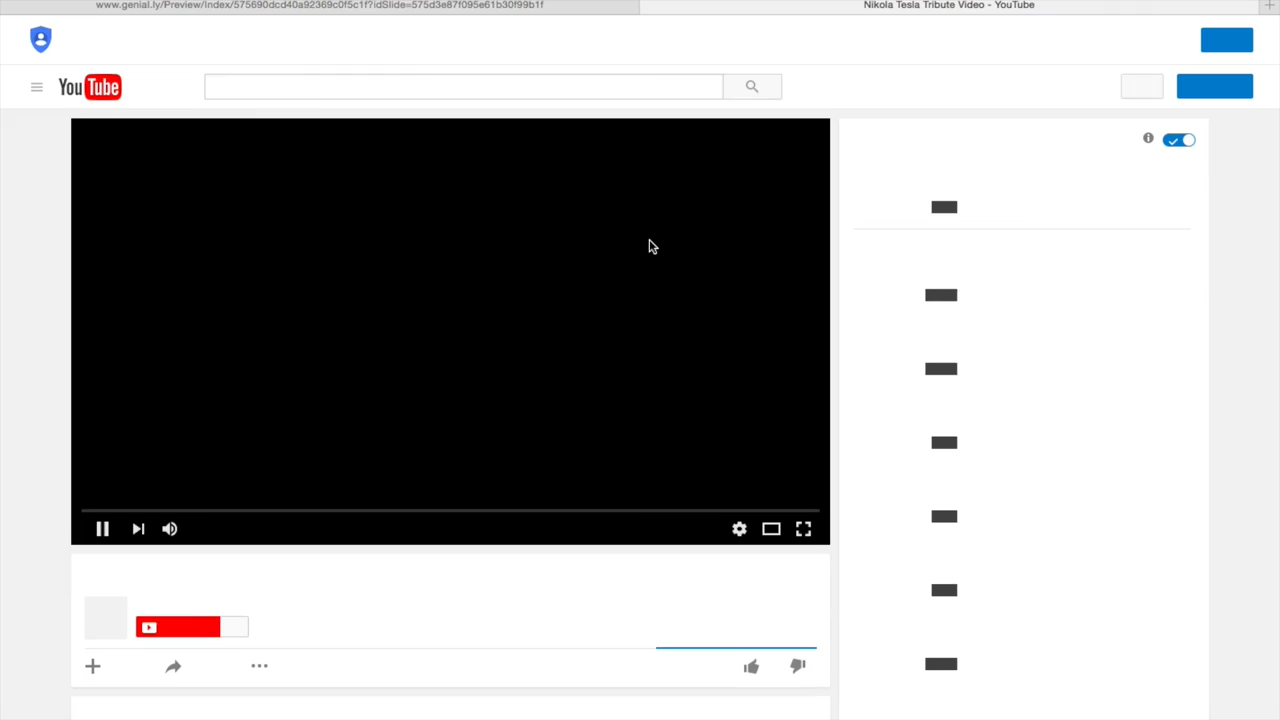 www.genial.ly/Preview/Index/575690dcd40a92369c0f5c1f?idSlide=575d3e87f095e61b30f99b1f
Nikola Tesla Tribute Video - YouTube
YouTube